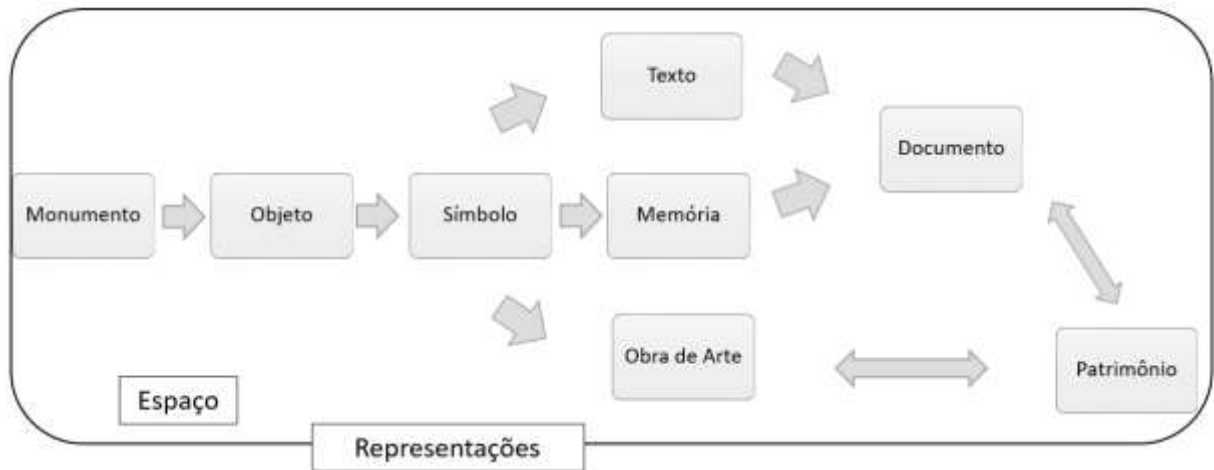 Texto
Documento
Monumento
Objeto
Símbolo
Memória
Obra de Arte
Patrimônio
Espaço
Representações